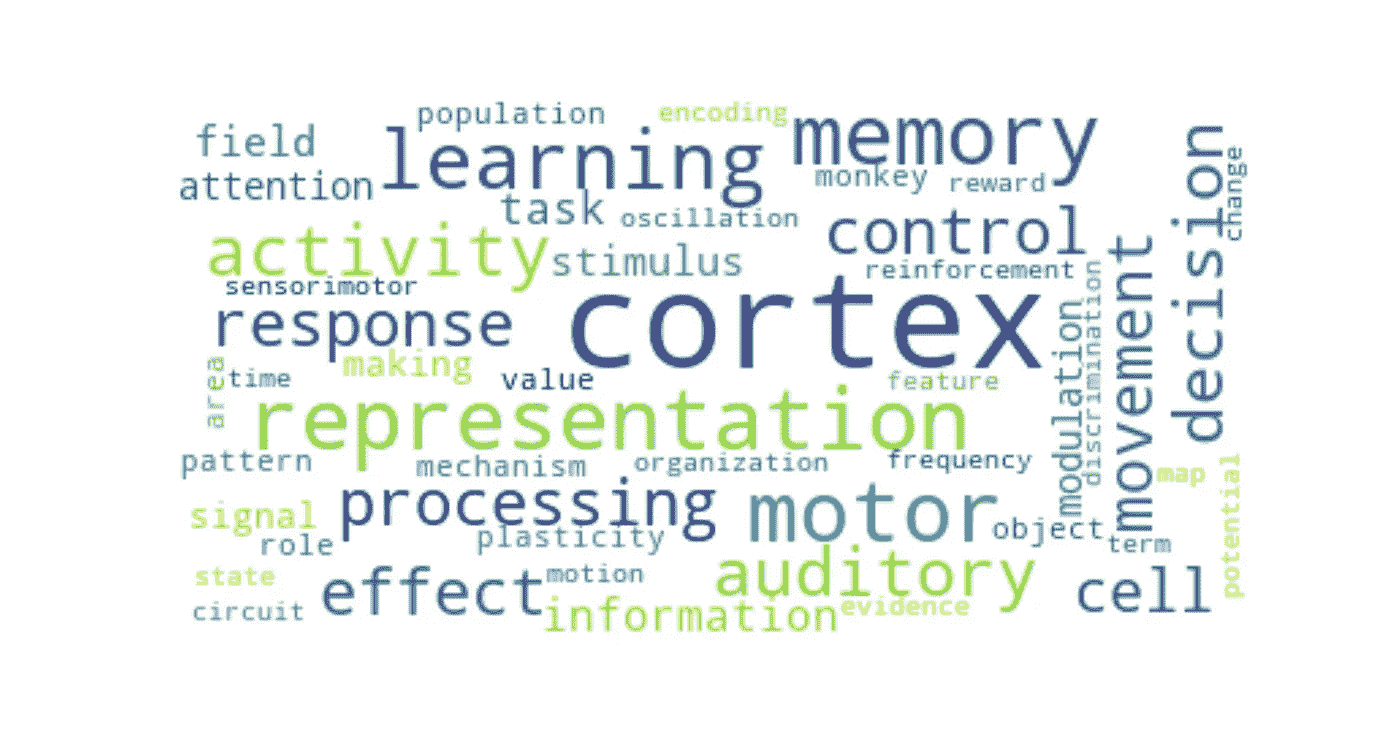 population
encoding
memory
field
learning
decision
attention
monkey
reward
change
task
oscillation
control
activity
stimulus
reinforcement
movement
sensorimotor
cortex
response
modulation
discrimination
making
area
time
value
feature
representation
pattern
mechanism
organization
frequency
map
processing
motor
potential
signal
object
role
plasticity
term
state
effect
motion
auditory
cell
circuit
information
evidence